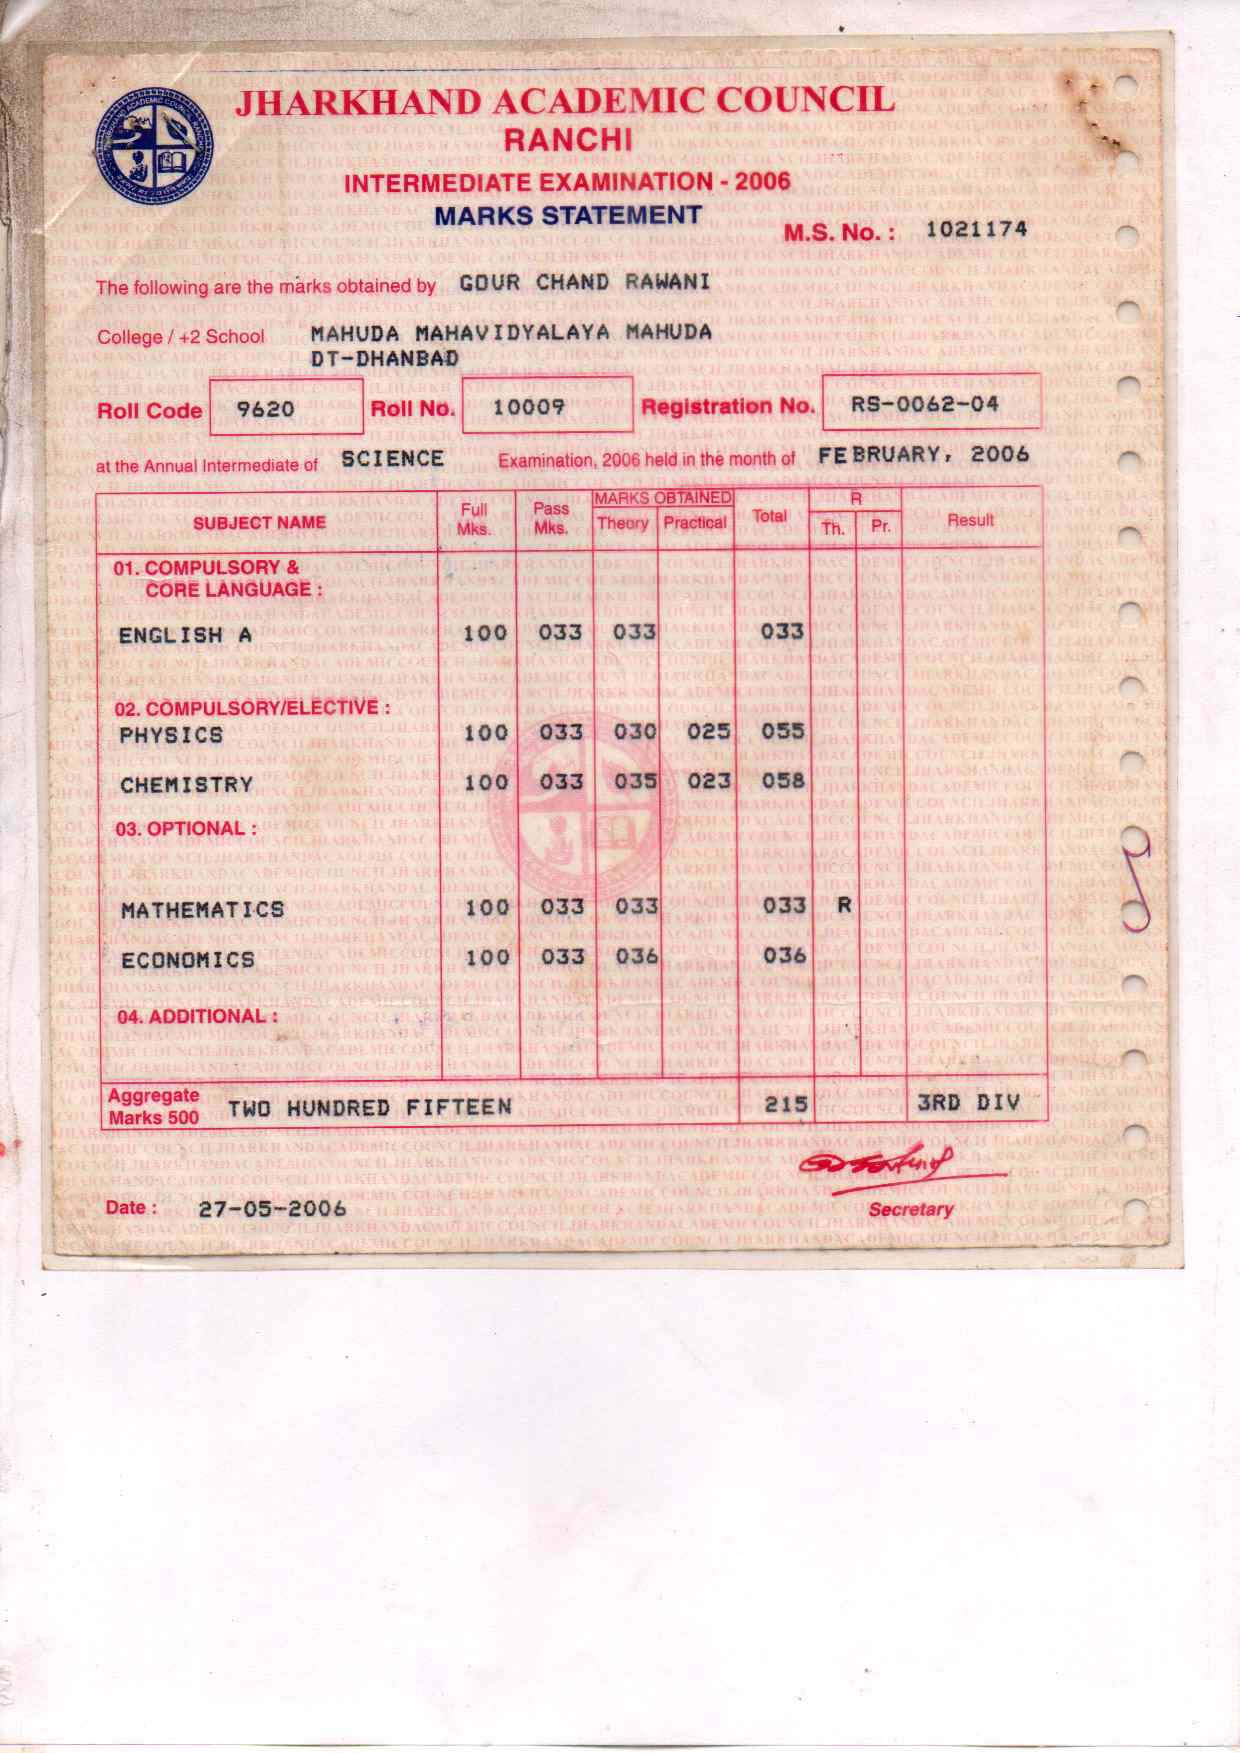 JHARKHAND ACADEMIC COUNCIL
RANCHI
INTERMEDIATE EXAMINATION - 2006
MARKS STATEMENT
M.S. No. : 1021174
The following are the marks obtained by GOUR CHAND RAWANI
College / +2 School MAHUDA MAHAVIDYALAYA MAHUDA
DT-DHANBAD
Roll Code 9620 Roll No. 10009 Registration No. RS-0062-04
at the Annual Intermediate of SCIENCE Examination, 2006 held in the month of FEBRUARY, 2006
SUBJECT NAME Full Mks. Pass Mks. MARKS OBTAINED Theory Practical Total R Th. Pr. Result
01. COMPULSORY &
CORE LANGUAGE :
ENGLISH A 100 033 033 033
02. COMPULSORY/ELECTIVE :
PHYSICS 100 033 030 025 055
CHEMISTRY 100 033 035 023 058
03. OPTIONAL :
MATHEMATICS 100 033 033 033 R
ECONOMICS 100 033 036 036
04. ADDITIONAL :
Aggregate
Marks 500 TWO HUNDRED FIFTEEN 215 3RD DIV
Date : 27-05-2006
Secretary